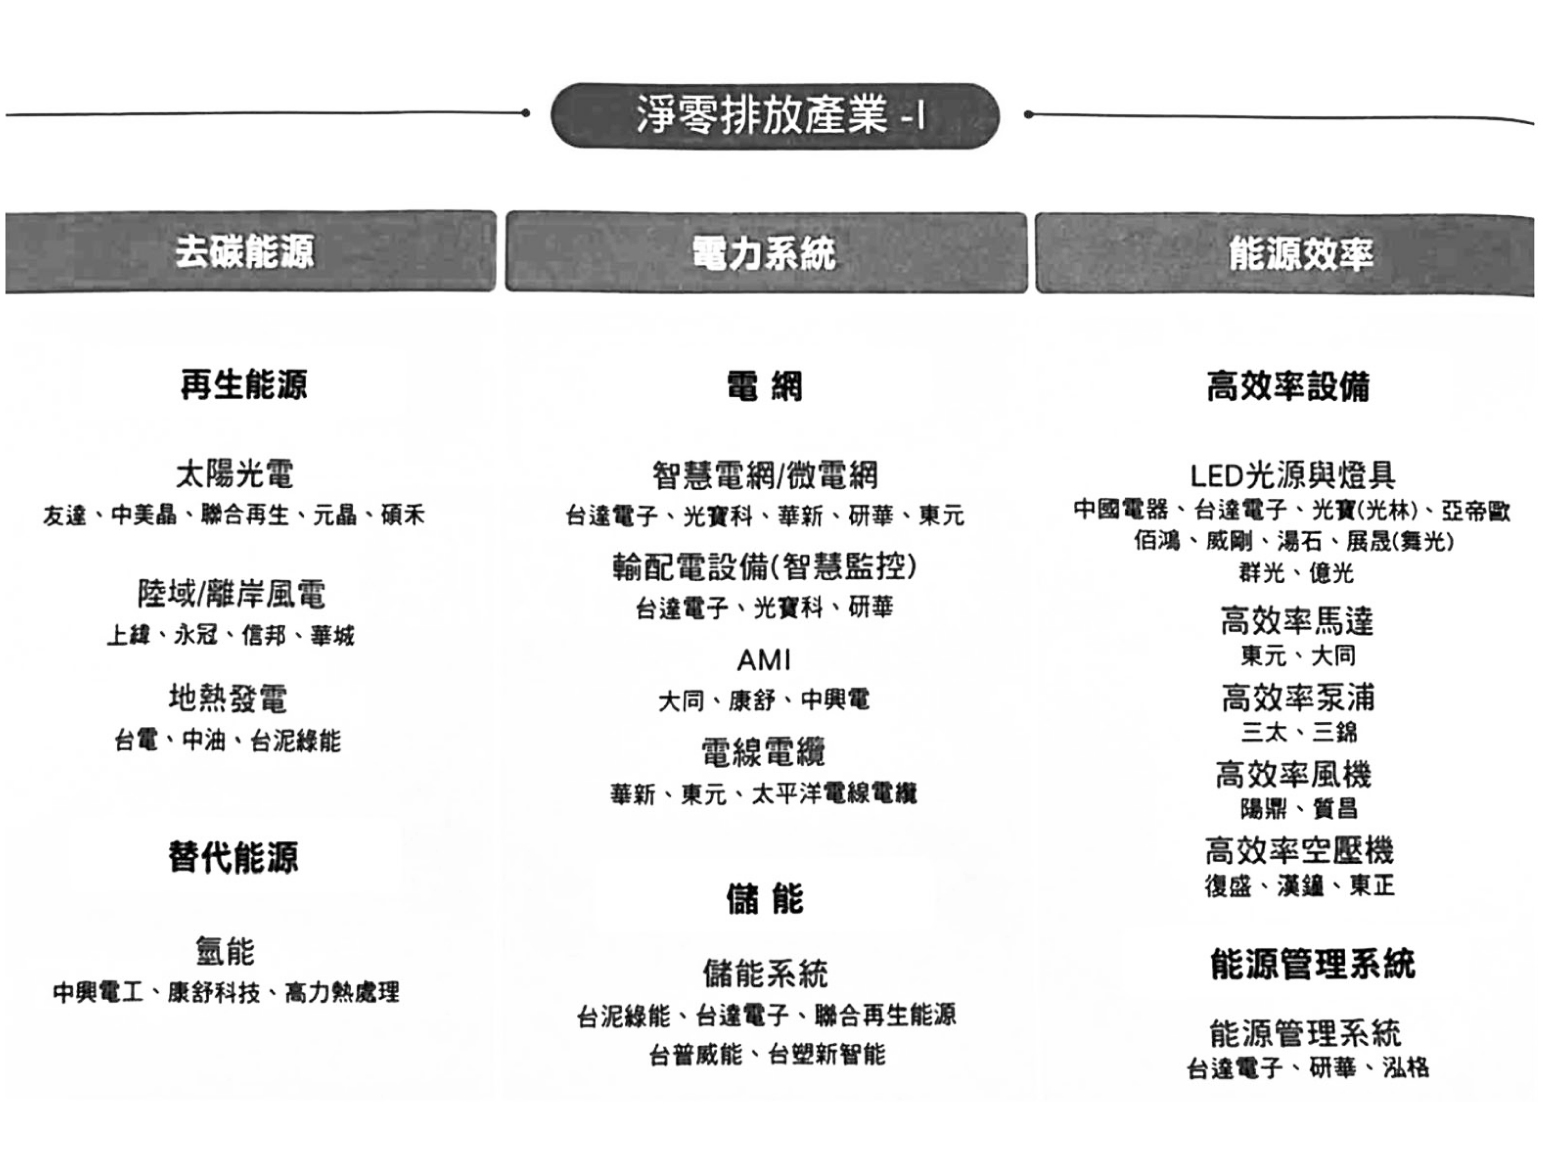 淨零排放產業 -I
去碳能源
再生能源
太陽光電
友達、中美晶、聯合再生、元晶、碩禾
陸域/離岸風電
上緯、永冠、信邦、華城
地熱發電
台電、中油、台泥綠能
替代能源
氫能
中興電工、康舒科技、高力熱處理
電力系統
電 網
智慧電網/微電網
台達電子、光寶科、華新、研華、東元
輸配電設備(智慧監控)
台達電子、光寶科、研華
AMI
大同、康舒、中興電
電線電纜
華新、東元、太平洋電線電纜
儲 能
儲能系統
台泥綠能、台達電子、聯合再生能源
台普威能、台塑新智能
能源效率
高效率設備
LED光源與燈具
中國電器、台達電子、光寶(光林)、亞帝歐
佰鴻、威剛、湯石、展晟(舞光)
群光、億光
高效率馬達
東元、大同
高效率泵浦
三太、三錦
高效率風機
陽鼎、質昌
高效率空壓機
復盛、漢鐘、東正
能源管理系統
能源管理系統
台達電子、研華、泓格